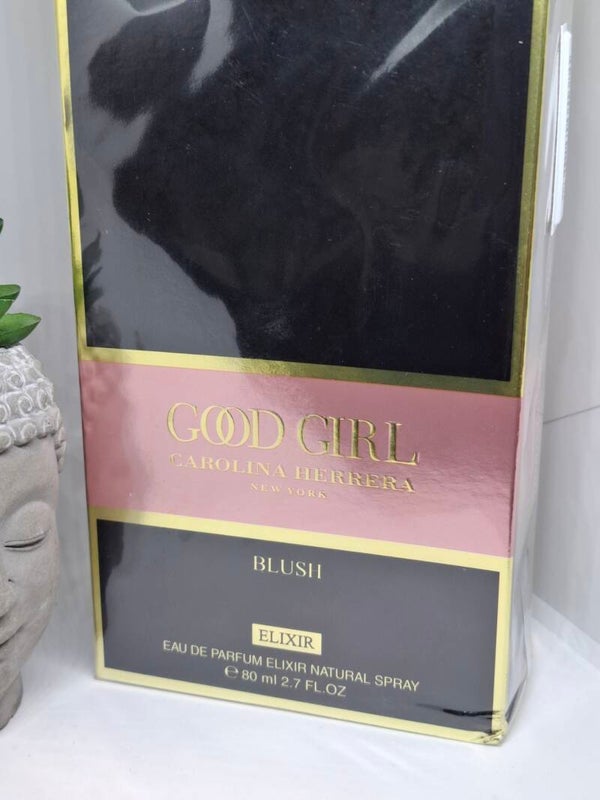 GOOD GIRL
CAROLINA HERRERA
NEW YORK
BLUSH
ELIXIR
EAU DE PARFUM ELIXIR NATURAL SPRAY
℮ 80 ml 2.7 FL.OZ